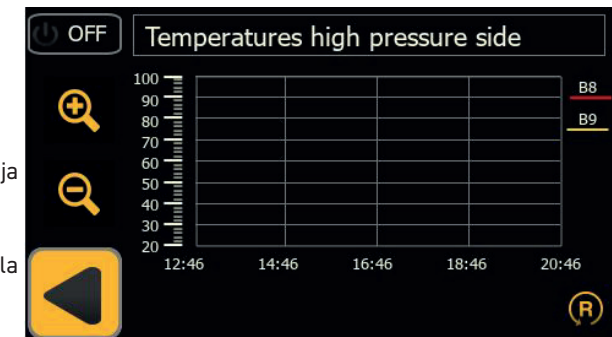 OFF
Temperatures high pressure side
100
90
80
70
60
50
40
30
20
12:46 14:46 16:46 18:46 20:46
B8
B9
R
ja
la